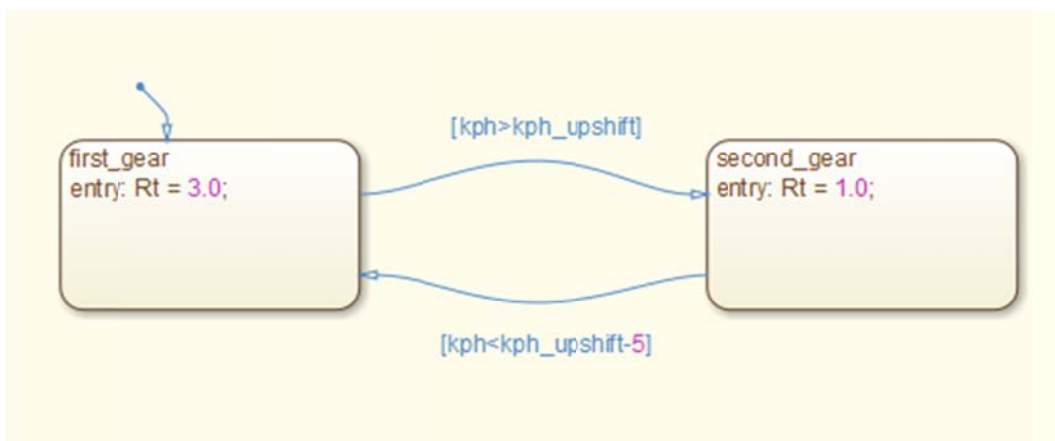 [kph>kph_upshift]
first_gear
entry: Rt = 3.0;
second_gear
entry: Rt = 1.0;
[kph<kph_upshift-5]